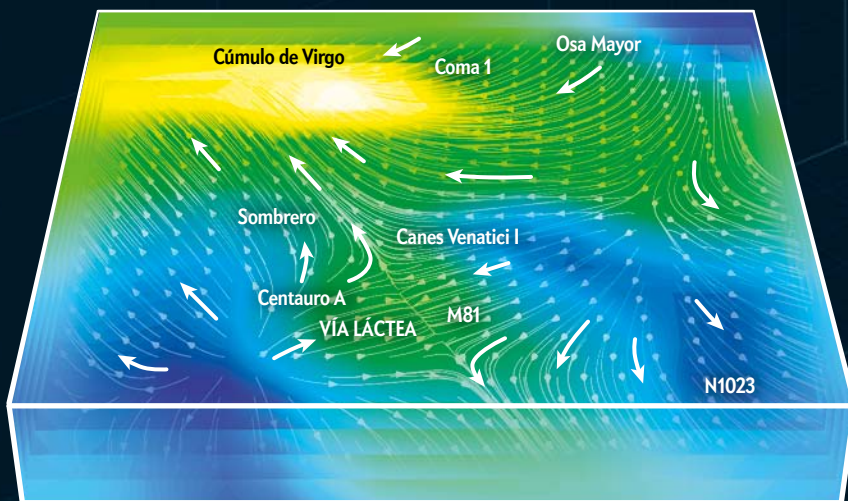 Osa Mayor
Cúmulo de Virgo
Coma 1
Sombrero
Canes Venatici I
Centauro A
M81
VÍA LÁCTEA
N1023